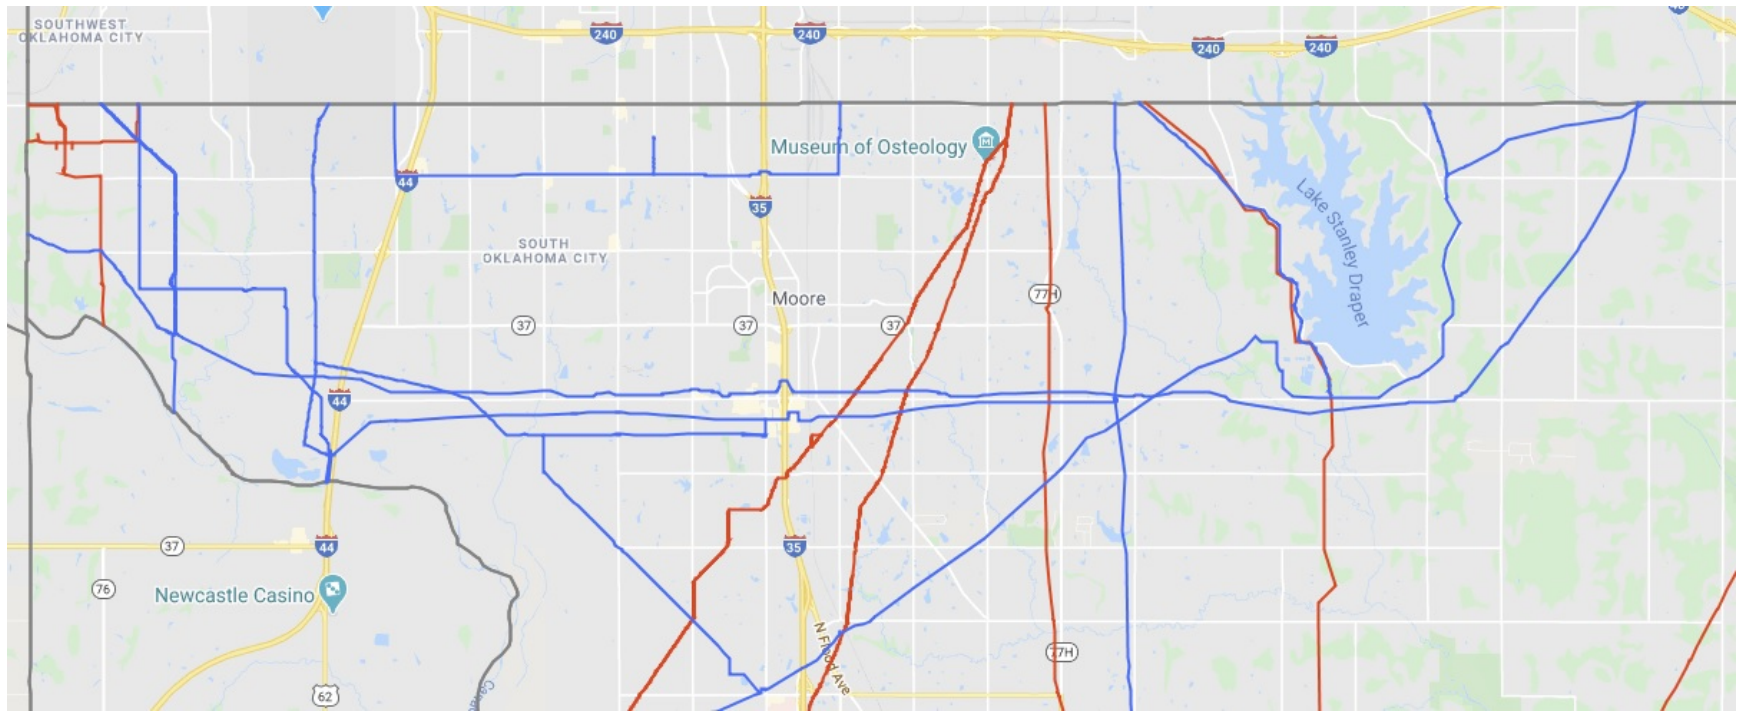 SOUTHWEST
OKLAHOMA CITY
240
240
240
240
Museum of Osteology
44
35
Lake Stanley Draper
SOUTH
OKLAHOMA CITY
77H
Moore
37
37
37
44
37
44
35
76
Newcastle Casino
N Flood Ave
77H
62